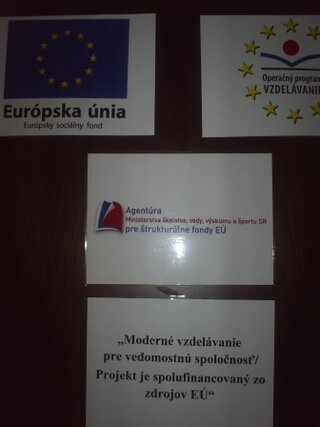 Európska únia
Európsky sociálny fond
Operačný program
VZDELÁVANIE
Agentúra
Ministerstva školstva, vedy, výskumu a športu SR
pre štrukturálne fondy EÚ
„Moderné vzdelávanie
pre vedomostnú spoločnosť/
Projekt je spolufinancovaný zo
zdrojov EÚ“